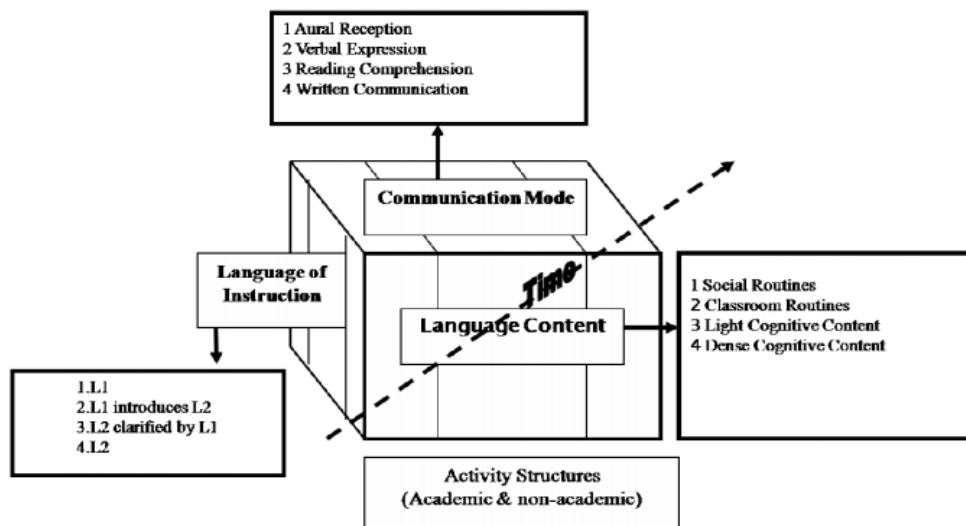 1 Aural Reception
2 Verbal Expression
3 Reading Comprehension
4 Written Communication
Communication Mode
Language of
Instruction
Time
Language Content
1 Social Routines
2 Classroom Routines
3 Light Cognitive Content
4 Dense Cognitive Content
1.L1
2.L1 introduces L2
3.L2 clarified by L1
4.L2
Activity Structures
(Academic & non-academic)